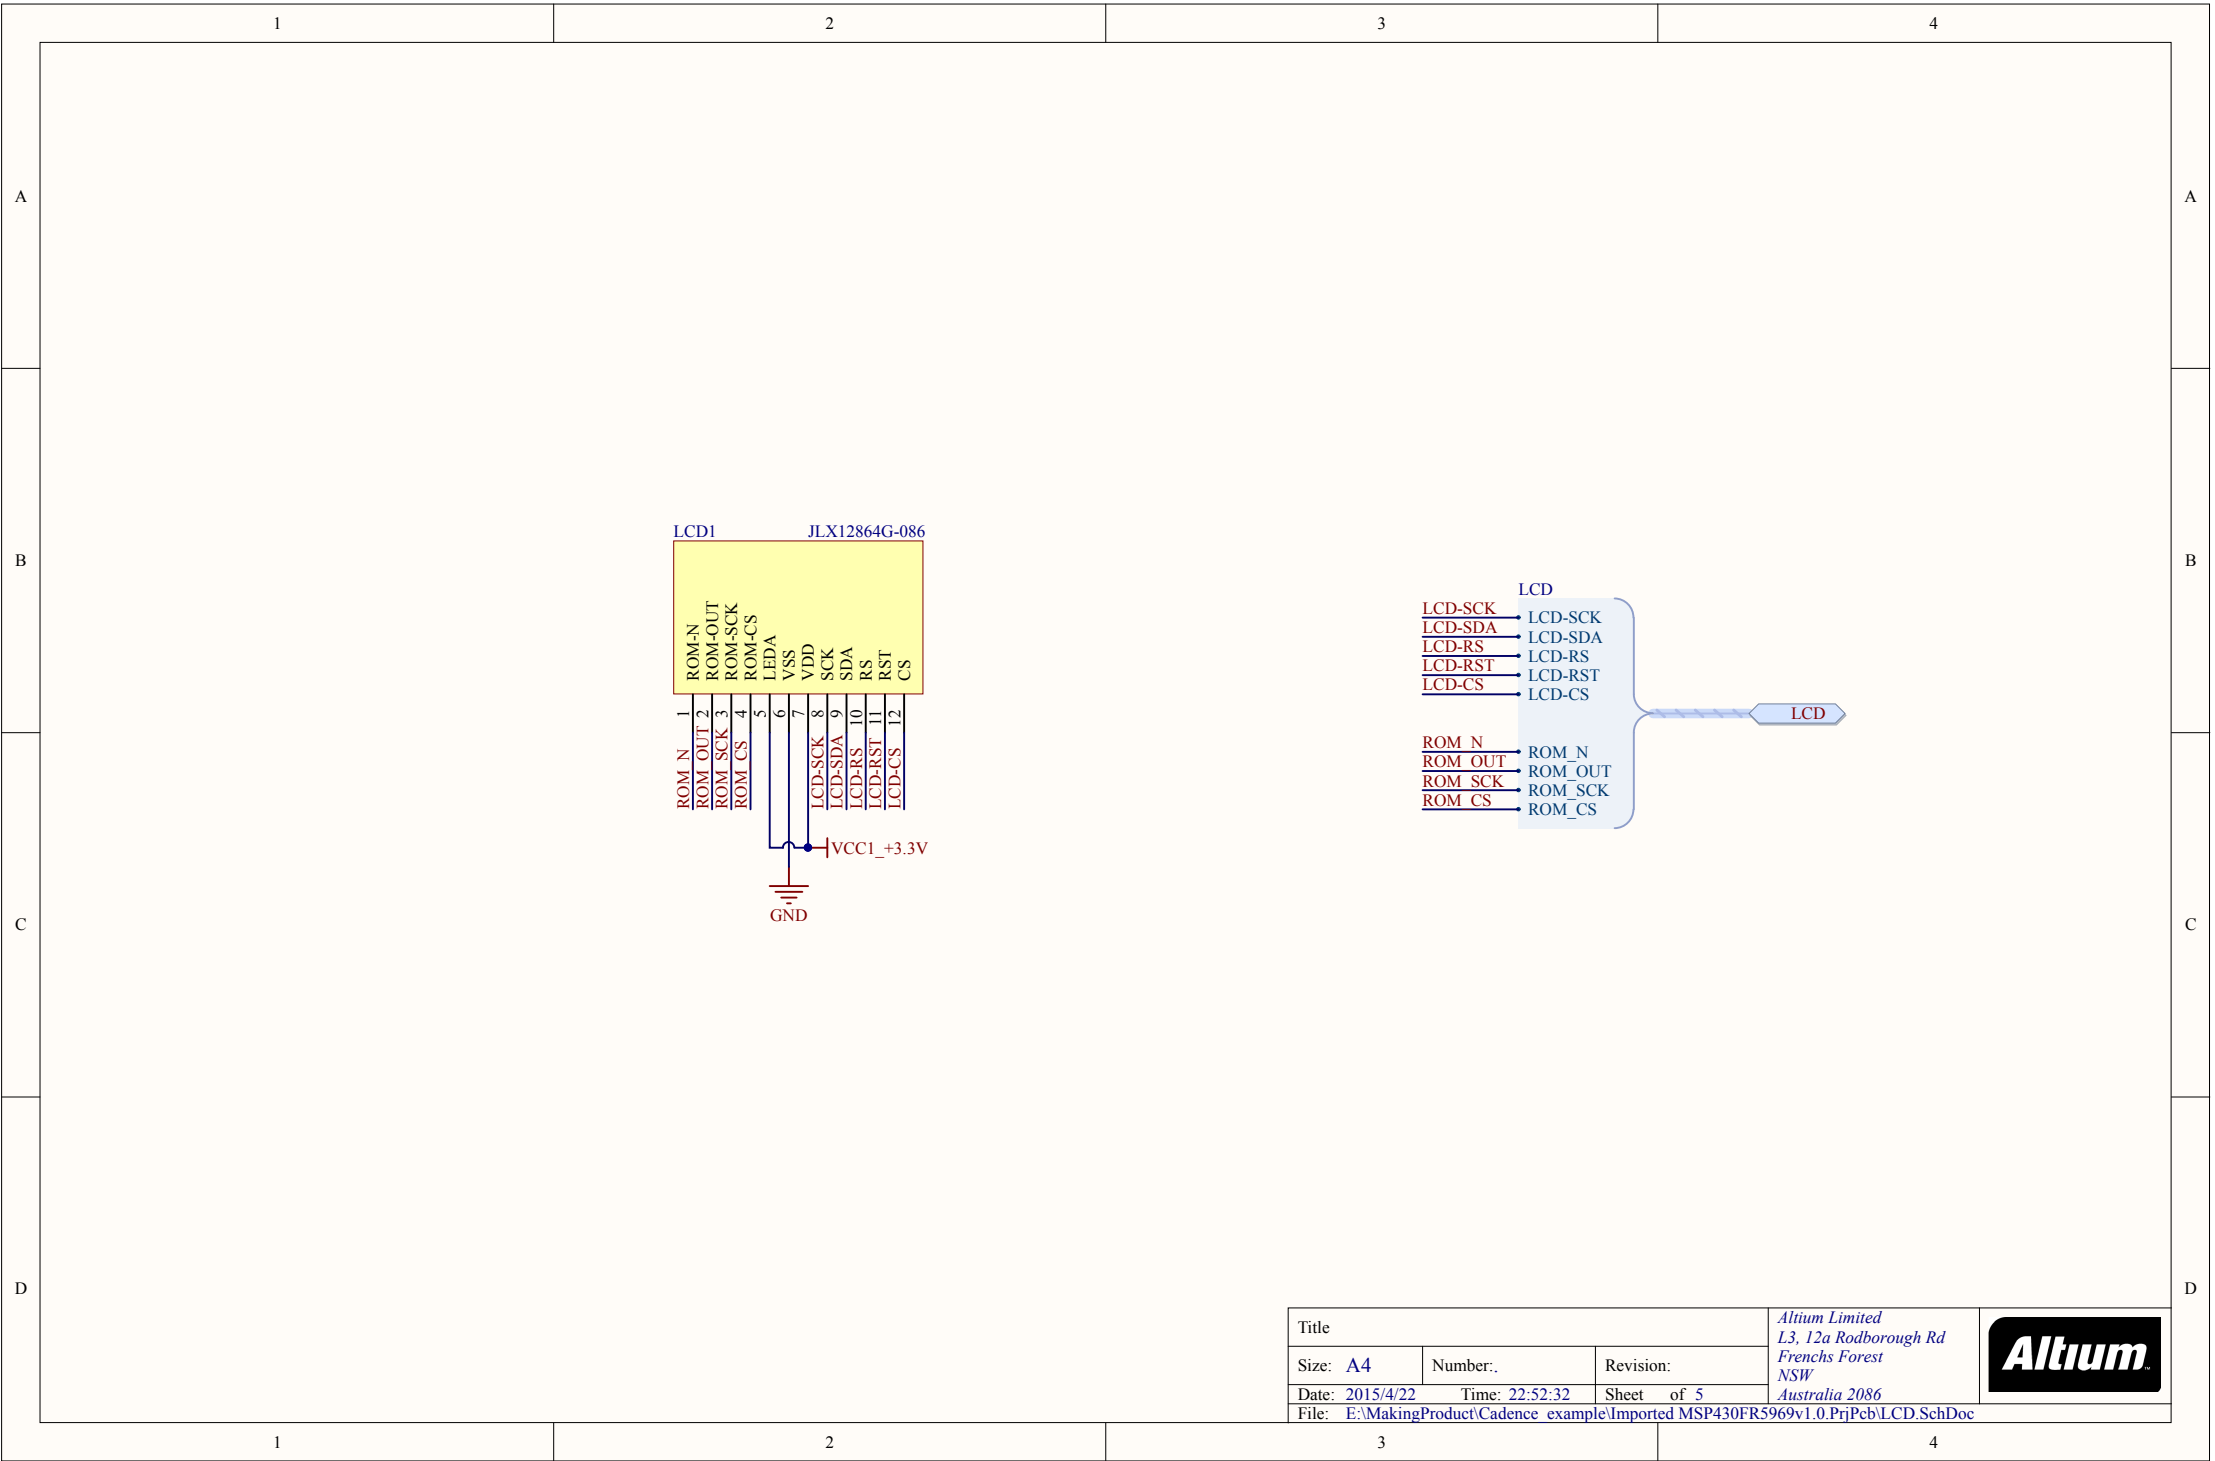 1 2 3 4
A A
LCD1 JLX12864G-086
ROM-N
ROM-OUT
ROM-SCK
ROM-CS
LEDA
VSS
VDD
SCK
SDA
RS
RST
CS
1
2
3
4
5
6
7
8
9
10
11
12
ROM_N
ROM_OUT
ROM_SCK
ROM_CS
LCD-SCK
LCD-SDA
LCD-RS
LCD-RST
LCD-CS
VCC1_+3.3V
GND
B B
LCD
LCD-SCK LCD-SCK
LCD-SDA LCD-SDA
LCD-RS LCD-RS
LCD-RST LCD-RST
LCD-CS LCD-CS
LCD
ROM_N ROM_N
ROM_OUT ROM_OUT
ROM_SCK ROM_SCK
ROM_CS ROM_CS
C C
D D
Title
Size: A4 Number:. Revision:
Date: 2015/4/22 Time: 22:52:32 Sheet of 5
File: E:\MakingProduct\Cadence_example\Imported MSP430FR5969v1.0.PrjPcb\LCD.SchDoc
Altium Limited
L3, 12a Rodborough Rd
Frenchs Forest
NSW
Australia 2086
Altium™
1 2 3 4